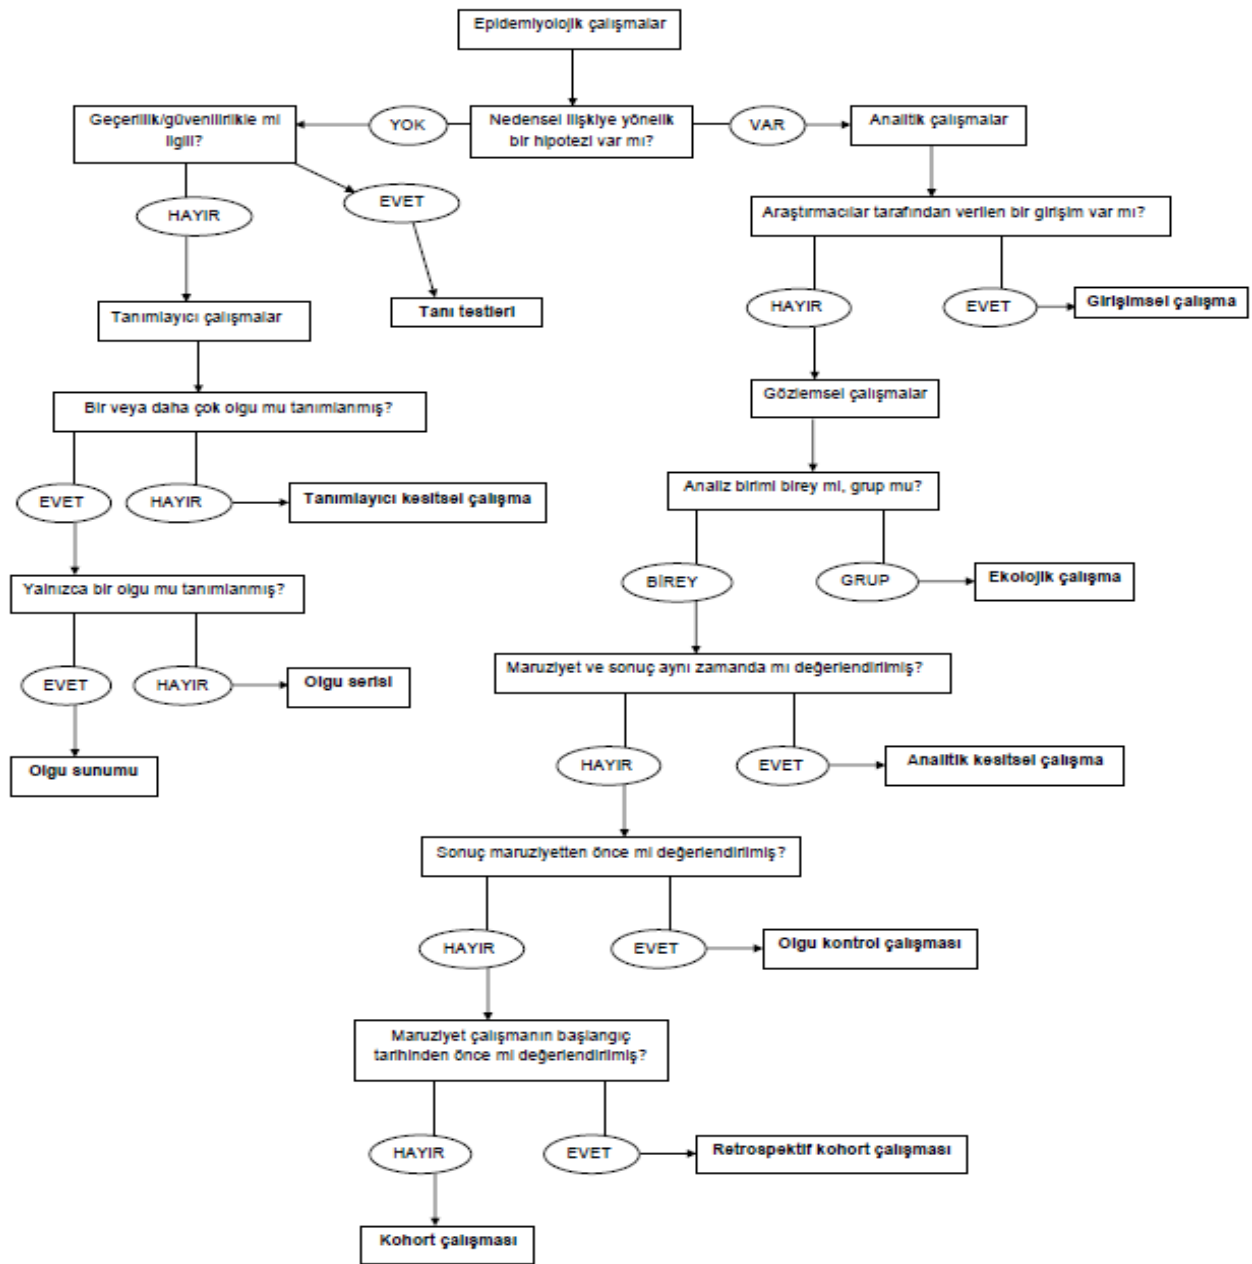 Epidemiyolojik çalışmalar
Geçerlilik/güvenilirlikle mi
ilgili?
YOK
Nedensel ilişkiye yönelik
bir hipotezi var mı?
VAR
Analitik çalışmalar
HAYIR
EVET
Araştırmacılar tarafından verilen bir girişim var mı?
Tanımlayıcı çalışmalar
Tanı testleri
HAYIR
EVET
Girişimsel çalışma
Bir veya daha çok olgu mu tanımlanmış?
Gözlemsel çalışmalar
EVET
HAYIR
Tanımlayıcı kesitsel çalışma
Analiz birimi birey mi, grup mu?
Yalnızca bir olgu mu tanımlanmış?
BİREY
GRUP
Ekolojik çalışma
EVET
HAYIR
Olgu serisi
Maruziyet ve sonuç aynı zamanda mı değerlendirilmiş?
Olgu sunumu
HAYIR
EVET
Analitik kesitsel çalışma
Sonuç maruziyetten önce mi değerlendirilmiş?
HAYIR
EVET
Olgu kontrol çalışması
Maruziyet çalışmanın başlangıç
tarihinden önce mi değerlendirilmiş?
HAYIR
EVET
Retrospektif kohort çalışması
Kohort çalışması